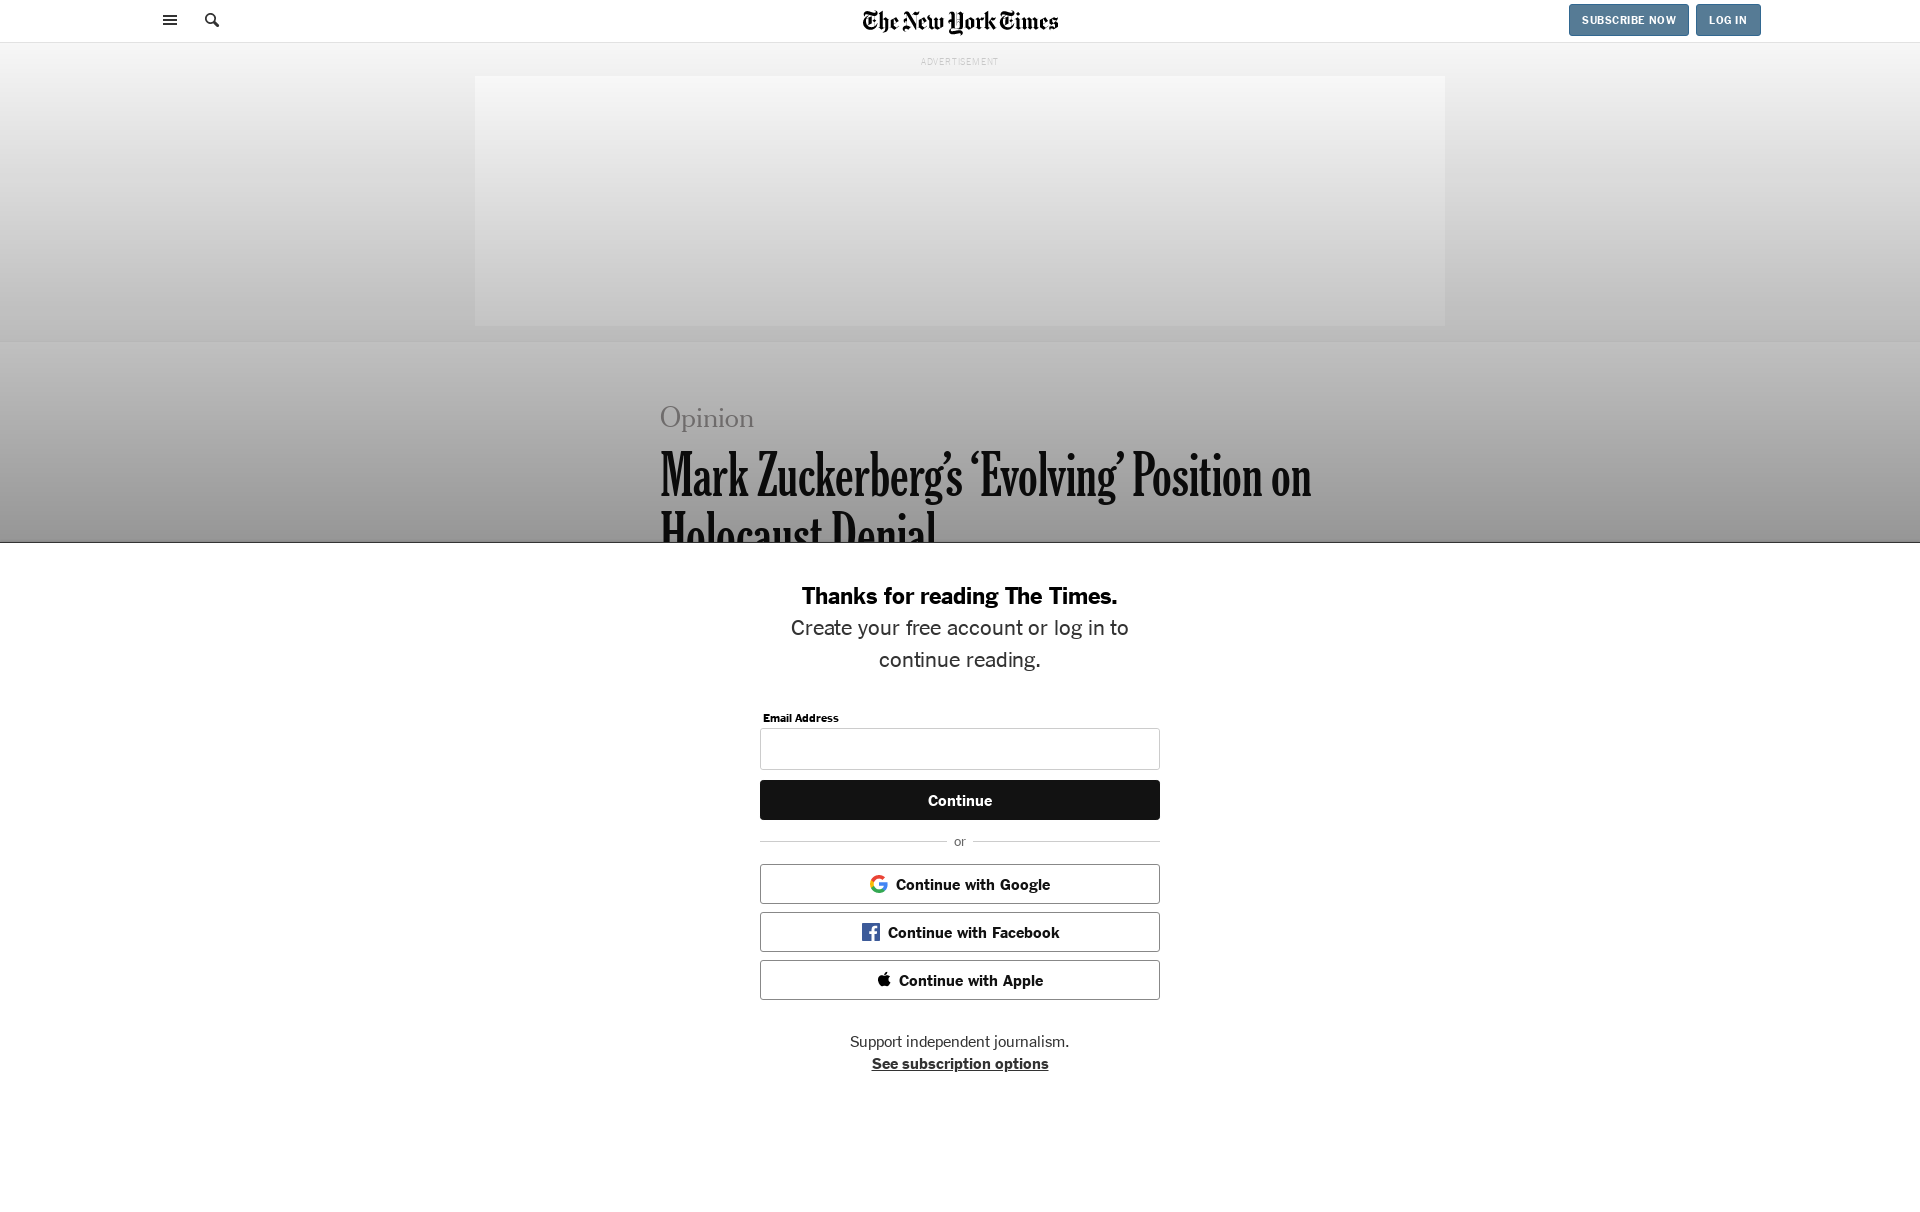 The New York Times
SUBSCRIBE NOW
LOG IN
ADVERTISEMENT
Opinion
Mark Zuckerberg’s ‘Evolving’ Position on
Holocaust Denial
Thanks for reading The Times.
Create your free account or log in to
continue reading.
Email Address
Continue
or
Continue with Google
Continue with Facebook
Continue with Apple
Support independent journalism.
See subscription options